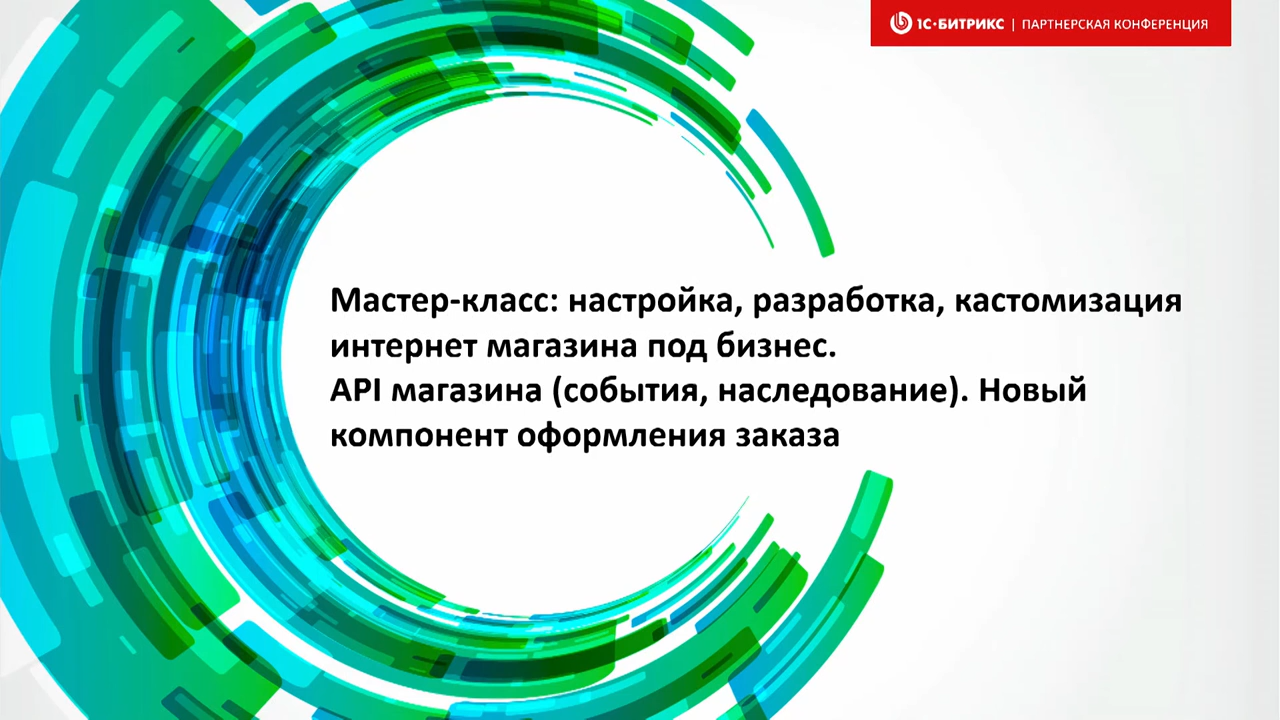 1С•БИТРИКС | ПАРТНЕРСКАЯ КОНФЕРЕНЦИЯ
Мастер-класс: настройка, разработка, кастомизация
интернет магазина под бизнес.
API магазина (события, наследование). Новый
компонент оформления заказа